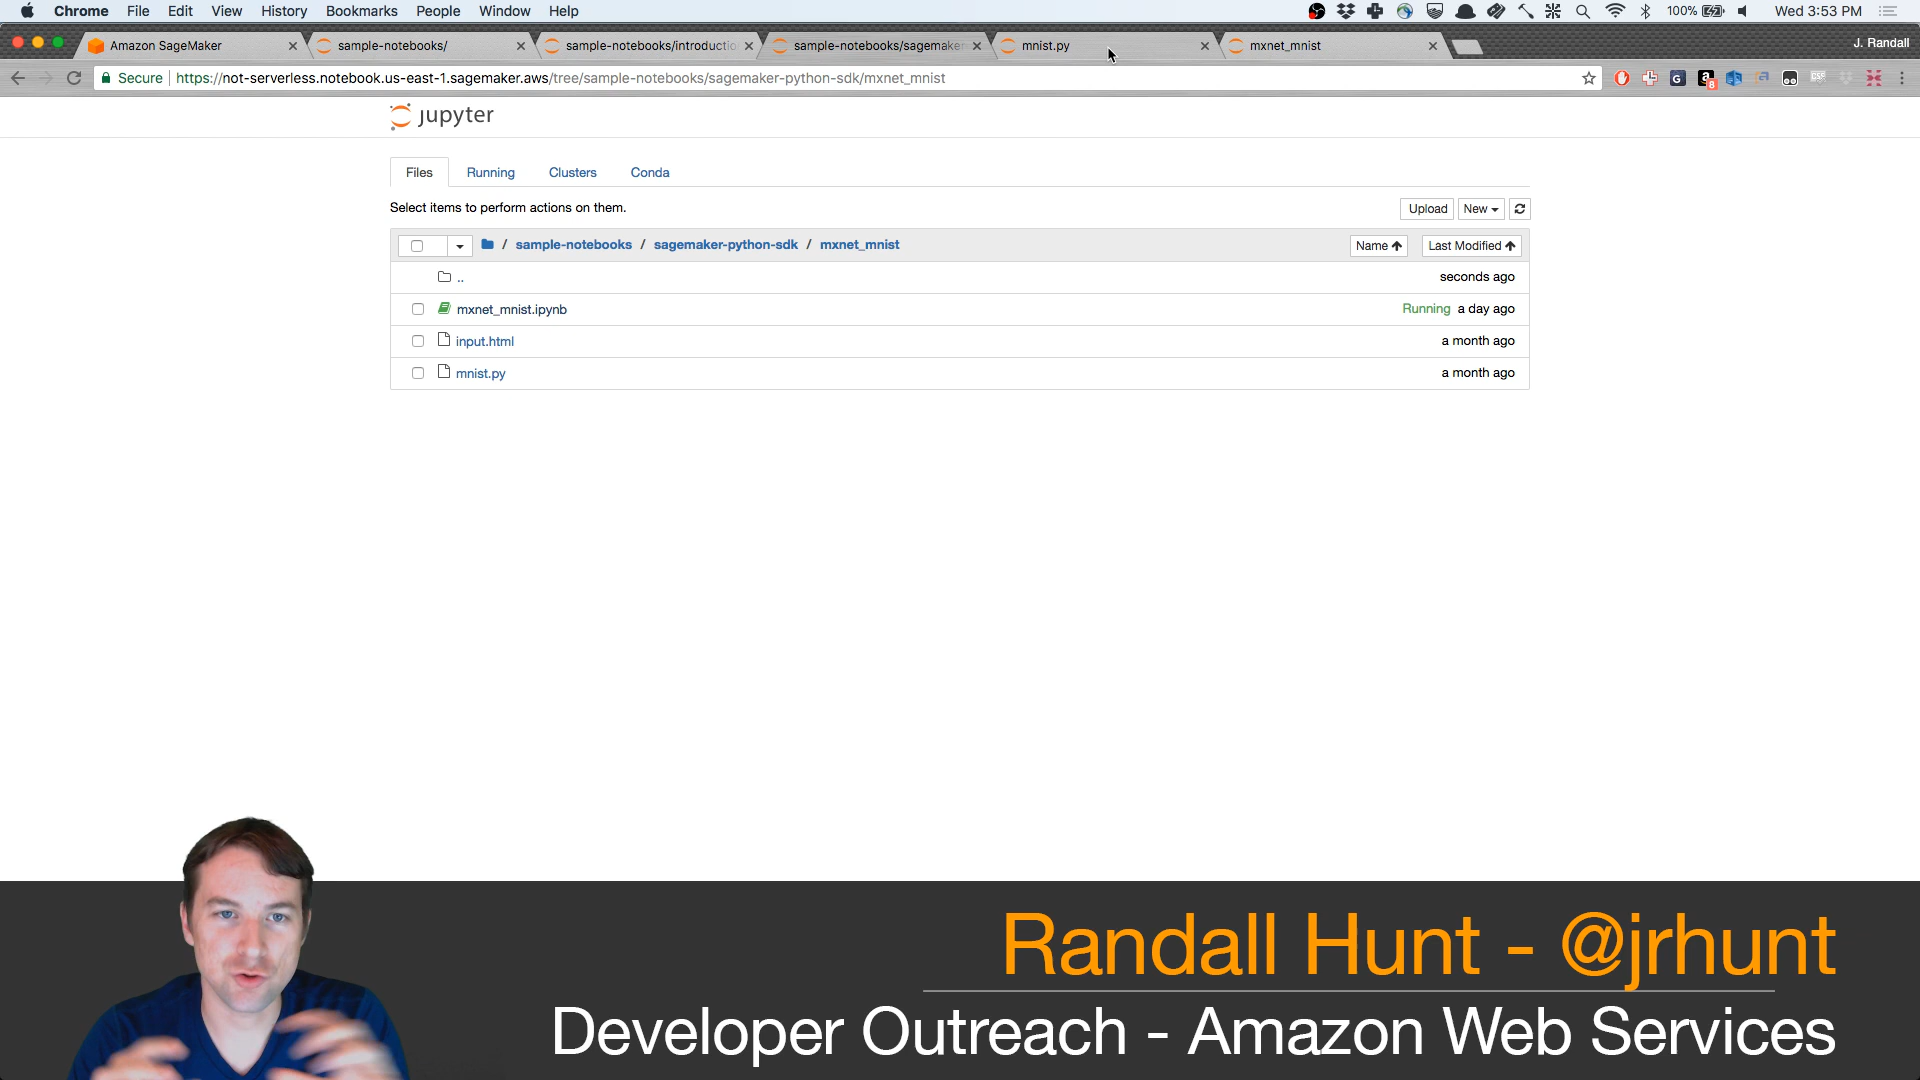 Chrome File Edit View History Bookmarks People Window Help 100% Wed 3:53 PM
Amazon SageMaker sample-notebooks/ sample-notebooks/introductio sample-notebooks/sagemaker mnist.py mxnet_mnist J. Randall
Secure https://not-serverless.notebook.us-east-1.sagemaker.aws/tree/sample-notebooks/sagemaker-python-sdk/mxnet_mnist
jupyter
Files Running Clusters Conda
Select items to perform actions on them. Upload New
/ sample-notebooks / sagemaker-python-sdk / mxnet_mnist Name Last Modified
.. seconds ago
mxnet_mnist.ipynb Running a day ago
input.html a month ago
mnist.py a month ago
Randall Hunt - @jrhunt
Developer Outreach - Amazon Web Services